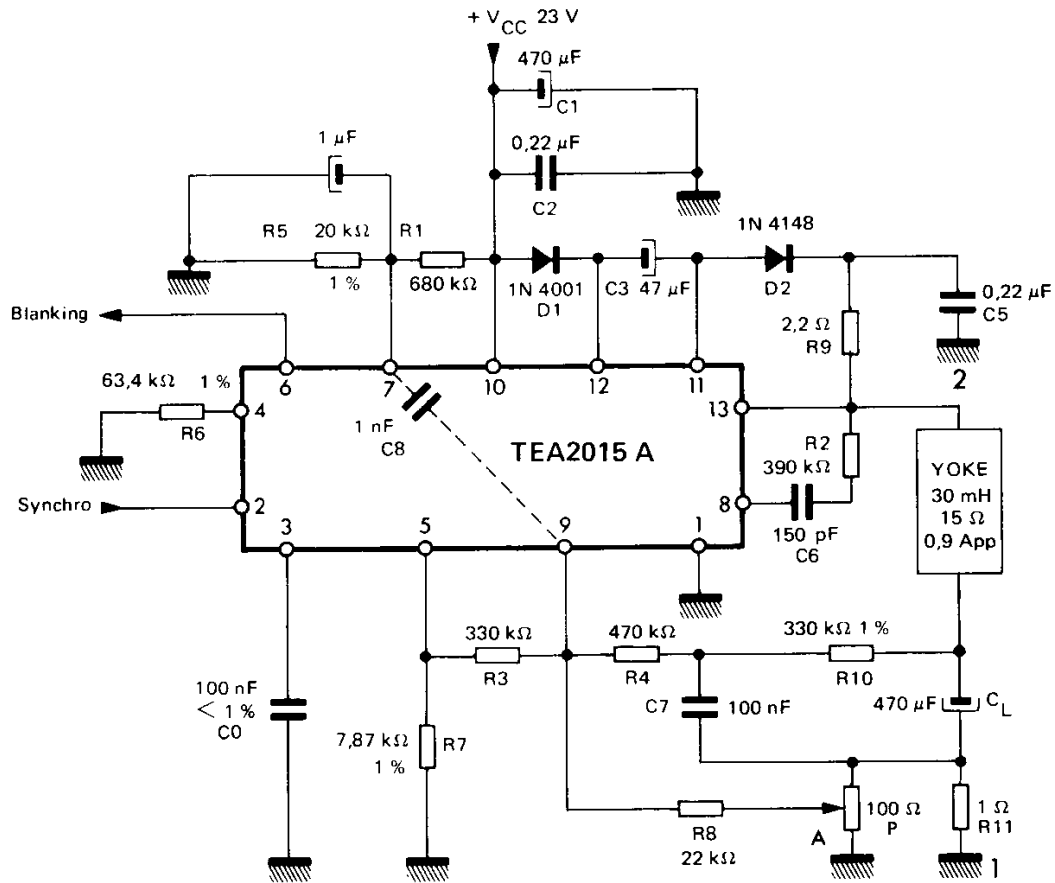 + VCC 23 V
470 µF
C1
1 µF
0,22 µF
C2
R5 20 kΩ R1
1 %
680 kΩ
1N 4001
D1
C3 47 µF
1N 4148
D2
0,22 µF
C5
2,2 Ω
R9
2
Blanking
6
7
10
12
11
63,4 kΩ 1 %
4
R6
1 nF
C8
TEA2015 A
13
R2
390 kΩ
YOKE
30 mH
15 Ω
0,9 App
Synchro
2
8
150 pF
C6
3
5
9
1
330 kΩ
R3
470 kΩ
R4
330 kΩ 1 %
R10
100 nF
< 1 %
C0
C7
100 nF
470 µF
CL
7,87 kΩ
1 %
R7
R8
22 kΩ
A
100 Ω
P
1 Ω
R11
1